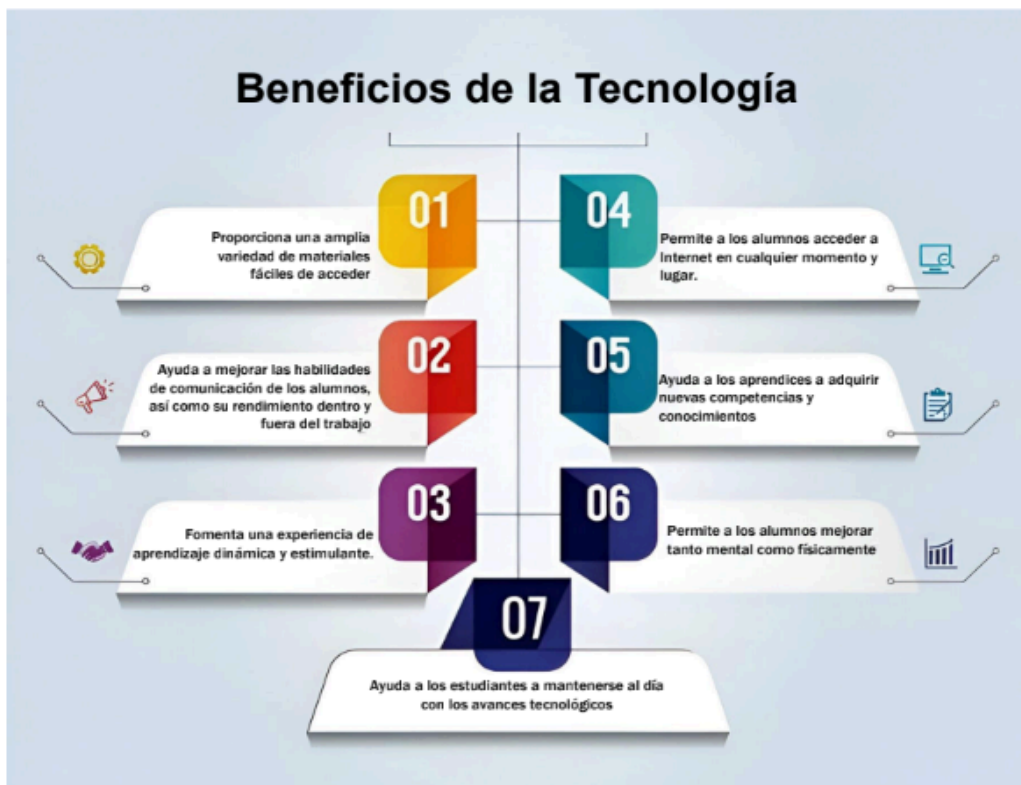 Beneficios de la Tecnología
01
Proporciona una amplia
variedad de materiales
fáciles de acceder
02
Ayuda a mejorar las habilidades
de comunicación de los alumnos,
así como su rendimiento dentro y
fuera del trabajo
03
Fomenta una experiencia de
aprendizaje dinámica y estimulante.
04
Permite a los alumnos acceder a
Internet en cualquier momento y
lugar.
05
Ayuda a los aprendices a adquirir
nuevas competencias y
conocimientos
06
Permite a los alumnos mejorar
tanto mental como físicamente
07
Ayuda a los estudiantes a mantenerse al día
con los avances tecnológicos